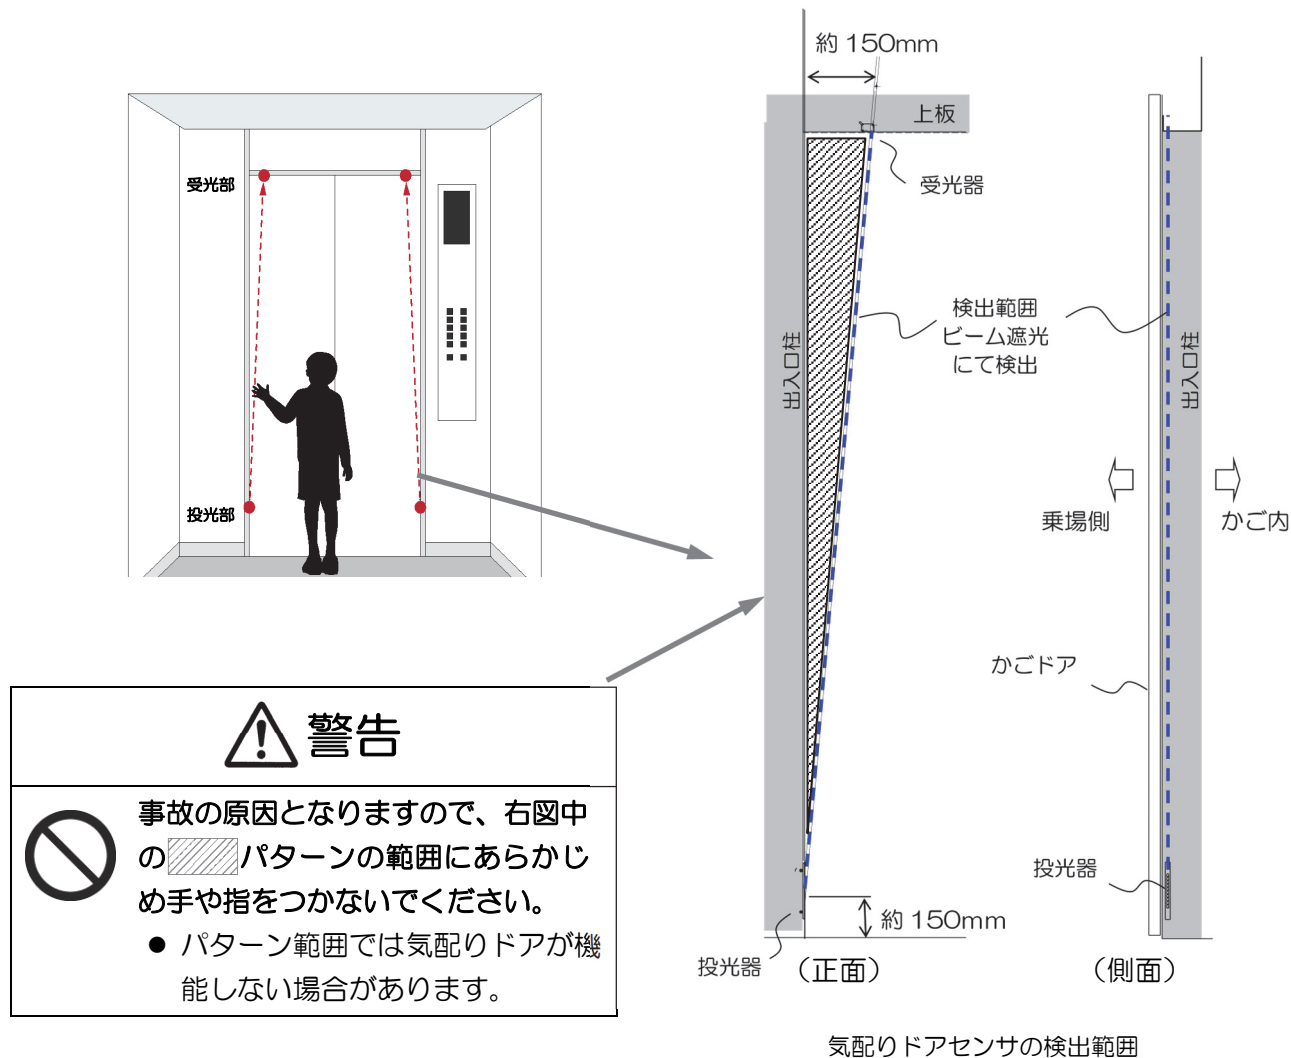 受光部
投光部
約 150mm
上板
受光器
検出範囲
ビーム遮光
にて検出
出入口柱
出入口柱
乗場側
かご内
かごドア
投光器
約 150mm
投光器
（正面）
（側面）
警告
事故の原因となりますので、右図中
の パターンの範囲にあらかじ
め手や指をつかないでください。
● パターン範囲では気配りドアが機
能しない場合があります。
気配りドアセンサの検出範囲